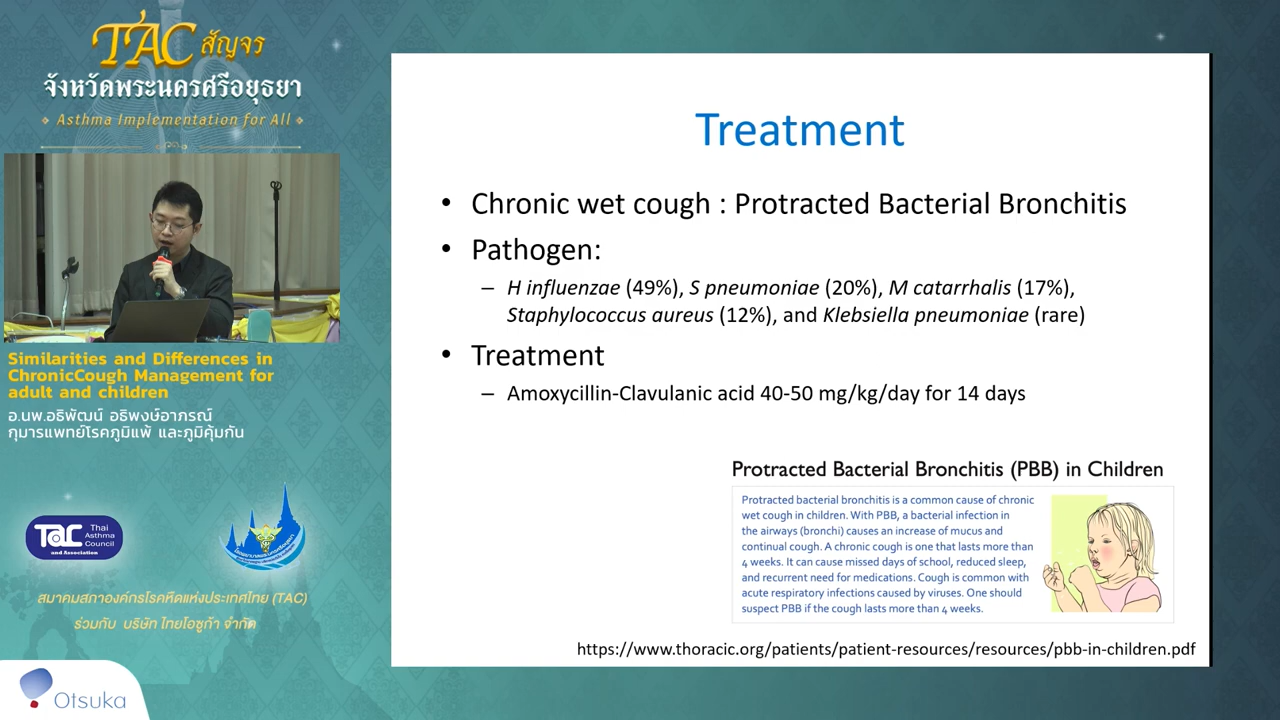 TAC สัญจร
จังหวัดพระนครศรีอยุธยา
Asthma Implementation for All
Similarities and Differences in
ChronicCough Management for
adult and children
อ.นพ.อธิพัฒน์ อธิพงษ์อาภรณ์
กุมารแพทย์โรคภูมิแพ้ และภูมิคุ้มกัน
TAC
Thai
Asthma
Council
and Association
สมาคมสภาองค์กรโรคหืดแห่งประเทศไทย (TAC)
ร่วมกับ บริษัท ไทยโอซูก้า จำกัด
Otsuka
Treatment
• Chronic wet cough : Protracted Bacterial Bronchitis
• Pathogen:
– H influenzae (49%), S pneumoniae (20%), M catarrhalis (17%),
Staphylococcus aureus (12%), and Klebsiella pneumoniae (rare)
• Treatment
– Amoxycillin-Clavulanic acid 40-50 mg/kg/day for 14 days
Protracted Bacterial Bronchitis (PBB) in Children
Protracted bacterial bronchitis is a common cause of chronic
wet cough in children. With PBB, a bacterial infection in
the airways (bronchi) causes an increase of mucus and
continual cough. A chronic cough is one that lasts more than
4 weeks. It can cause missed days of school, reduced sleep,
and recurrent need for medications. Cough is common with
acute respiratory infections caused by viruses. One should
suspect PBB if the cough lasts more than 4 weeks.
https://www.thoracic.org/patients/patient-resources/resources/pbb-in-children.pdf